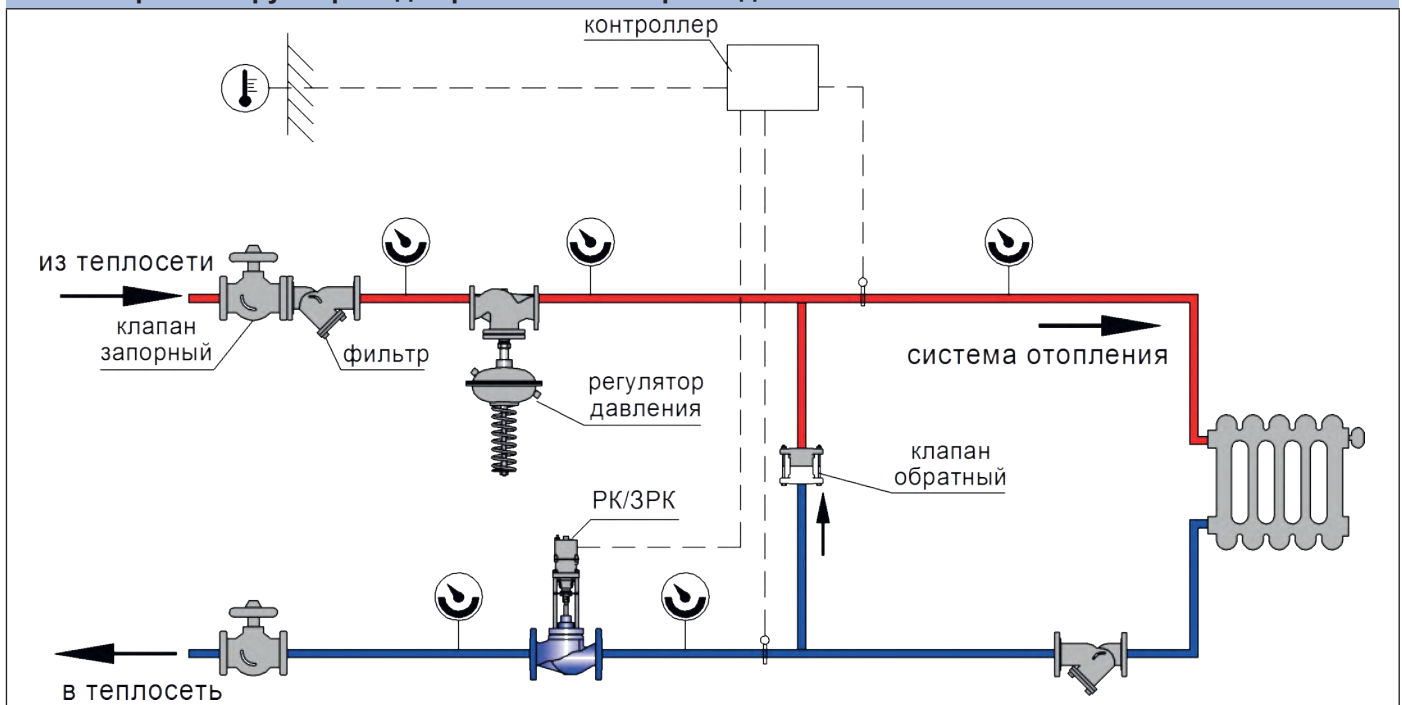 контроллер
из теплосети
клапан
запорный
фильтр
регулятор
давления
система отопления
клапан
обратный
РК/ЗРК
в теплосеть